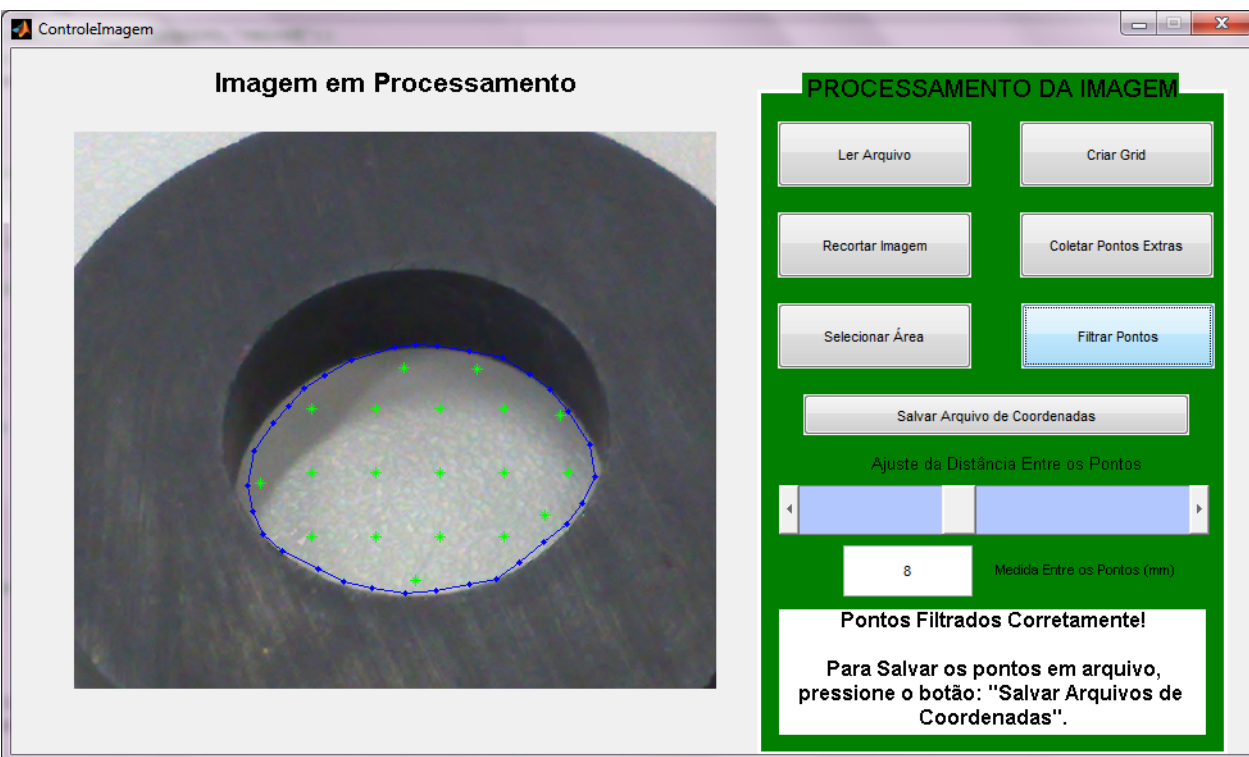 ControleImagem
Imagem em Processamento
PROCESSAMENTO DA IMAGEM
Ler Arquivo
Criar Grid
Recortar Imagem
Coletar Pontos Extras
Selecionar Área
Filtrar Pontos
Salvar Arquivo de Coordenadas
Ajuste da Distância Entre os Pontos
8
Medida Entre os Pontos (mm)
Pontos Filtrados Corretamente!
Para Salvar os pontos em arquivo,
pressione o botão: "Salvar Arquivos de
Coordenadas".